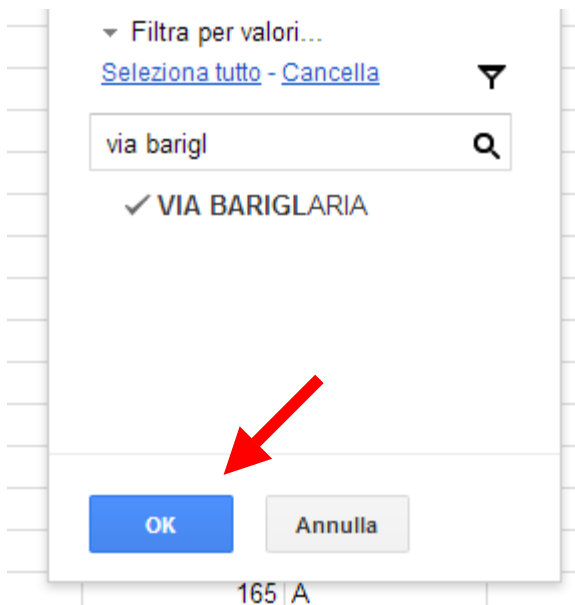 Filtra per valori...
Seleziona tutto - Cancella
via barigl
VIA BARIGLARIA
OK Annulla
165 A